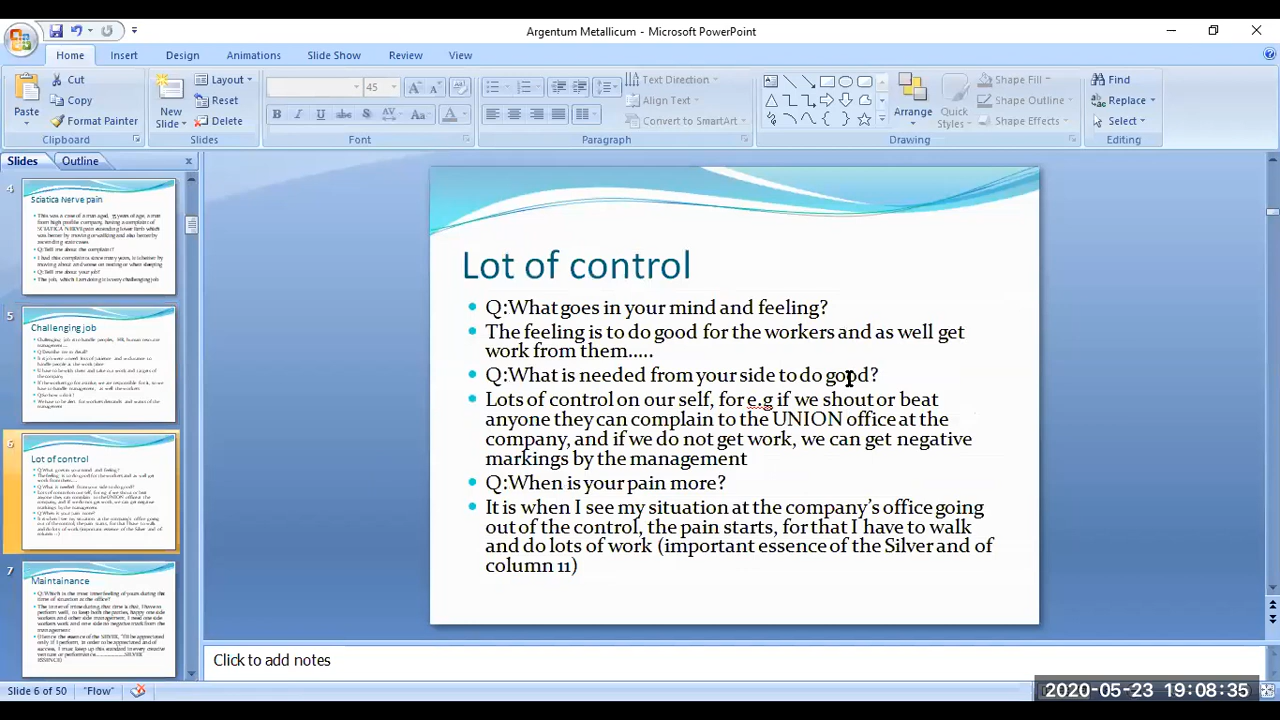 Argentum Metallicum - Microsoft PowerPoint
Home Insert Design Animations Slide Show Review View
Paste
Cut
Copy
Format Painter
Clipboard
New Slide
Layout
Reset
Delete
Slides
45
B I U abc S AV Aa A
Font
Paragraph
Text Direction
Align Text
Convert to SmartArt
Drawing
Arrange
Quick Styles
Shape Fill
Shape Outline
Shape Effects
Find
Replace
Select
Editing
Slides Outline
4
Sciatica Nerve pain
5
Challenging job
6
Lot of control
7
Maintainance
Lot of control
Q:What goes in your mind and feeling?
The feeling is to do good for the workers and as well get
work from them.....
Q:What is needed from your side to do good?
Lots of control on our self, for e.g if we shout or beat
anyone they can complain to the UNION office at the
company, and if we do not get work, we can get negative
markings by the management
Q:When is your pain more?
It is when I see my situation at the company's office going
out of the control, the pain starts, for that I have to walk
and do lots of work (important essence of the Silver and of
column 11)
Click to add notes
Slide 6 of 50
"Flow"
2020-05-23 19:08:35